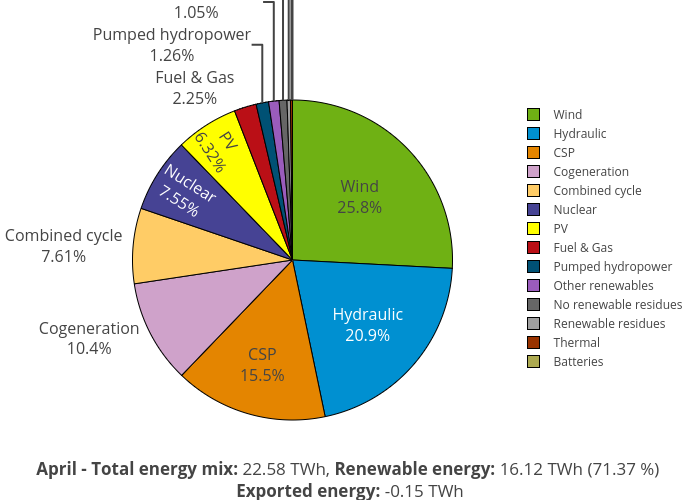 1.05%
Pumped hydropower
1.26%
Fuel & Gas
2.25%
PV
6.32%
Nuclear
7.55%
Combined cycle
7.61%
Cogeneration
10.4%
CSP
15.5%
Hydraulic
20.9%
Wind
25.8%
Wind
Hydraulic
CSP
Cogeneration
Combined cycle
Nuclear
PV
Fuel & Gas
Pumped hydropower
Other renewables
No renewable residues
Renewable residues
Thermal
Batteries
April - Total energy mix: 22.58 TWh, Renewable energy: 16.12 TWh (71.37 %)
Exported energy: -0.15 TWh